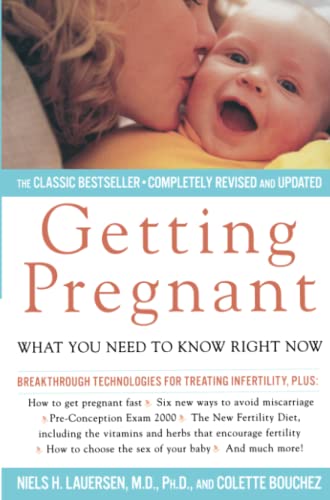 THE CLASSIC BESTSELLER • COMPLETELY REVISED AND UPDATED
Getting
Pregnant
WHAT YOU NEED TO KNOW RIGHT NOW
BREAKTHROUGH TECHNOLOGIES FOR TREATING INFERTILITY, PLUS:
How to get pregnant fast Six new ways to avoid miscarriage
Pre-Conception Exam 2000 The New Fertility Diet,
including the vitamins and herbs that encourage fertility
How to choose the sex of your baby And much more!
NIELS H. LAUERSEN, M.D., PH.D., AND COLETTE BOUCHEZ